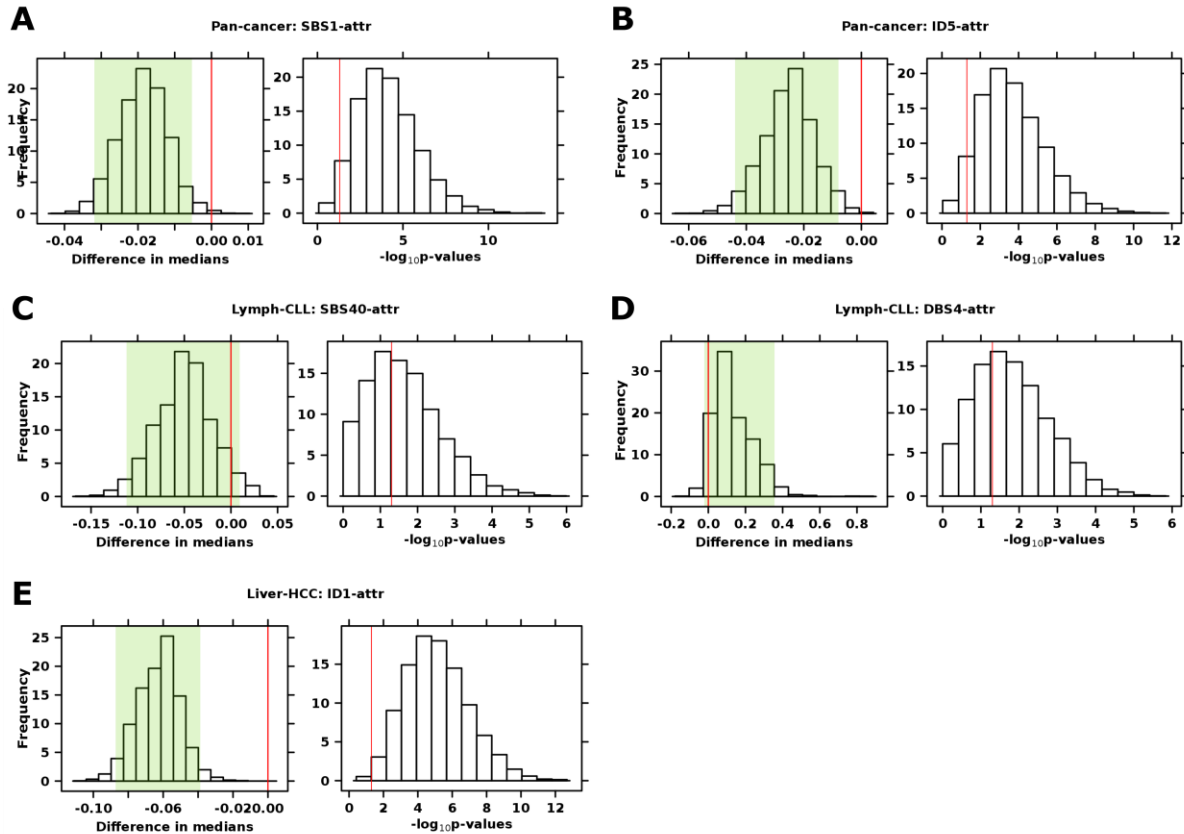 A
Pan-cancer: SBS1-attr
Frequency
20
15
10
5
0
-0.04 -0.02 0.00 0.01
Difference in medians
20
15
10
5
0
0 5 10
-log10p-values
B
Pan-cancer: ID5-attr
Frequency
25
20
15
10
5
0
-0.06 -0.04 -0.02 0.00
Difference in medians
20
15
10
5
0
0 2 4 6 8 10 12
-log10p-values
C
Lymph-CLL: SBS40-attr
Frequency
20
15
10
5
0
-0.15 -0.10 -0.05 0.00 0.05
Difference in medians
15
10
5
0
0 1 2 3 4 5 6
-log10p-values
D
Lymph-CLL: DBS4-attr
Frequency
30
20
10
0
-0.2 0.0 0.2 0.4 0.6 0.8
Difference in medians
15
10
5
0
0 1 2 3 4 5 6
-log10p-values
E
Liver-HCC: ID1-attr
Frequency
25
20
15
10
5
0
-0.10 -0.06 -0.020.00
Difference in medians
15
10
5
0
0 2 4 6 8 10 12
-log10p-values